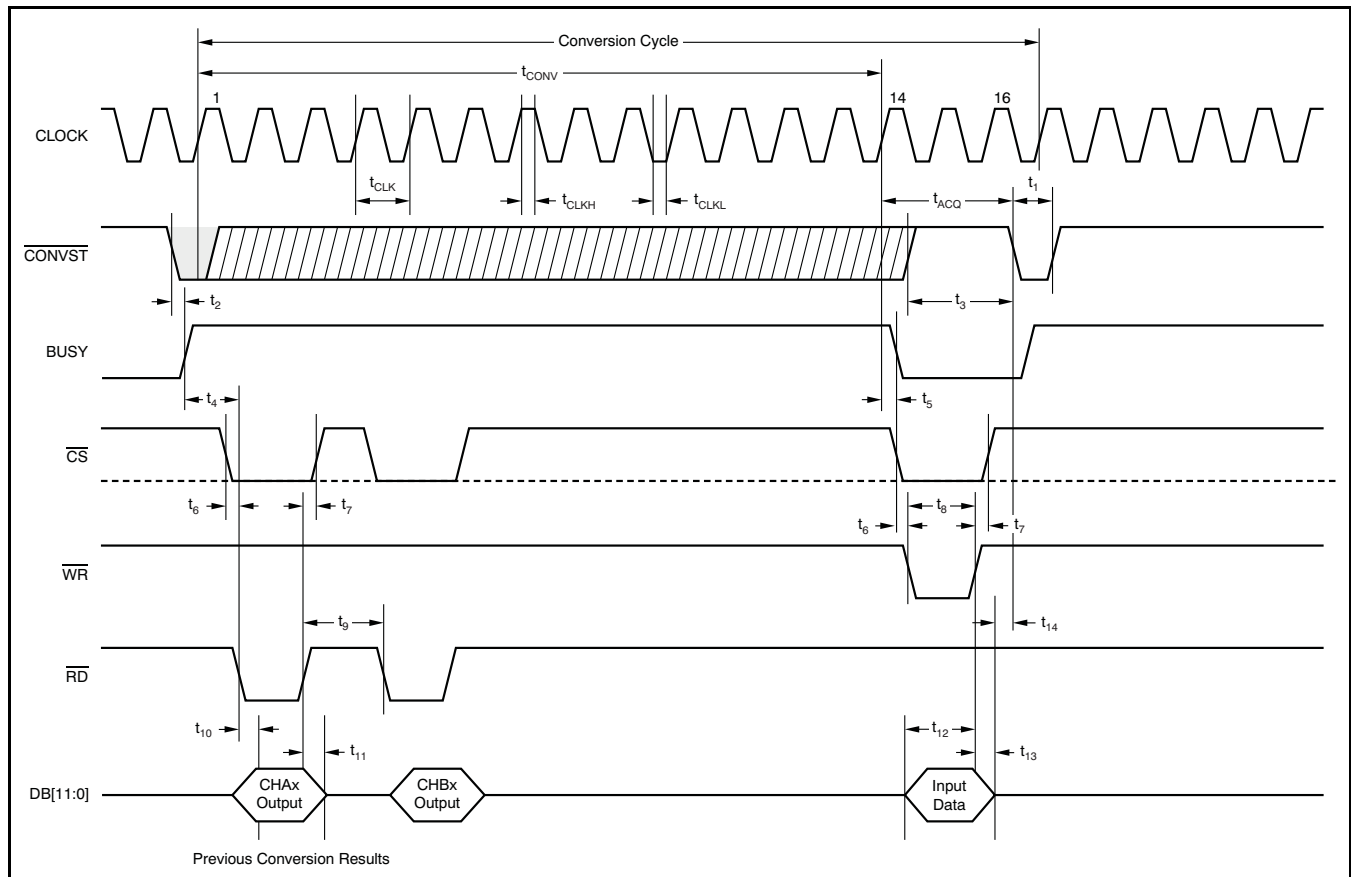 Conversion Cycle
tCONV
1
14
16
CLOCK
tCLK
tCLKH
tCLKL
tACQ
t1
CONVST
t2
t3
BUSY
t4
t5
CS
t6
t7
t8
t6
t7
WR
t9
t14
RD
t10
t11
t12
t13
DB[11:0]
CHAx
Output
CHBx
Output
Input
Data
Previous Conversion Results